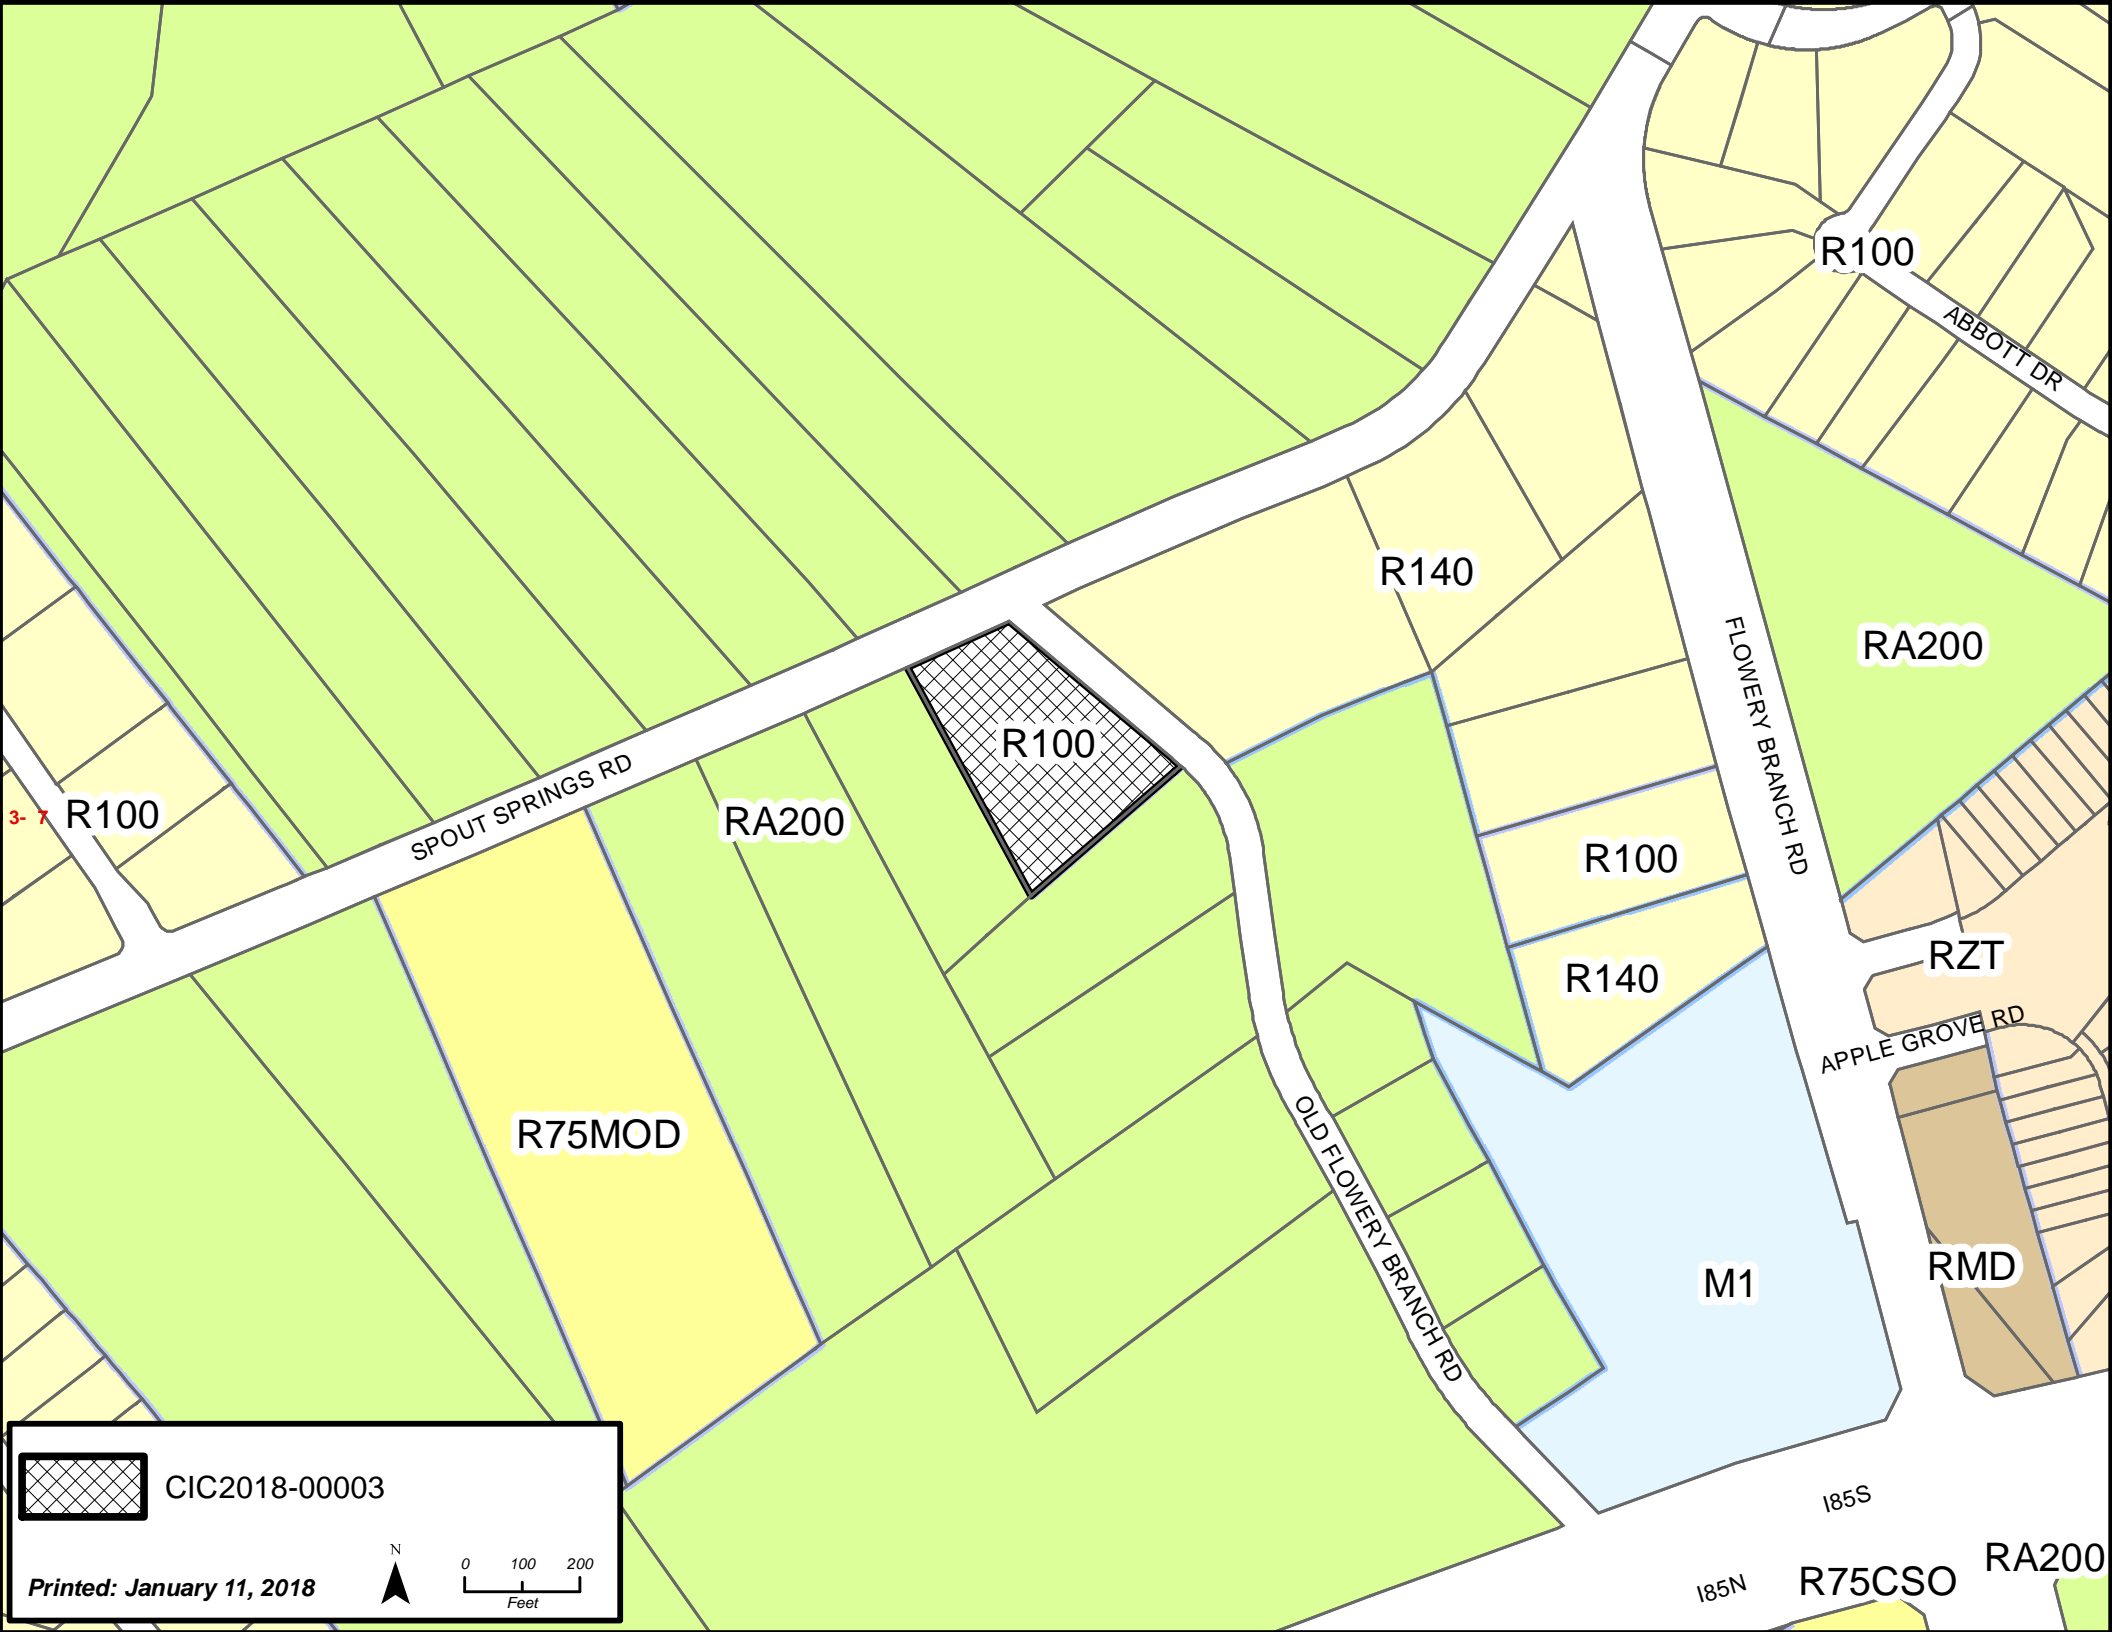 R100
ABBOTT DR
R140
RA200
FLOWERY BRANCH RD
R100
SPOUT SPRINGS RD
RA200
3- 7
R100
R100
R140
RZT
APPLE GROVE RD
R75MOD
OLD FLOWERY BRANCH RD
M1
RMD
CIC2018-00003
I85S
N
0 100 200
Feet
Printed: January 11, 2018
I85N
R75CSO
RA200